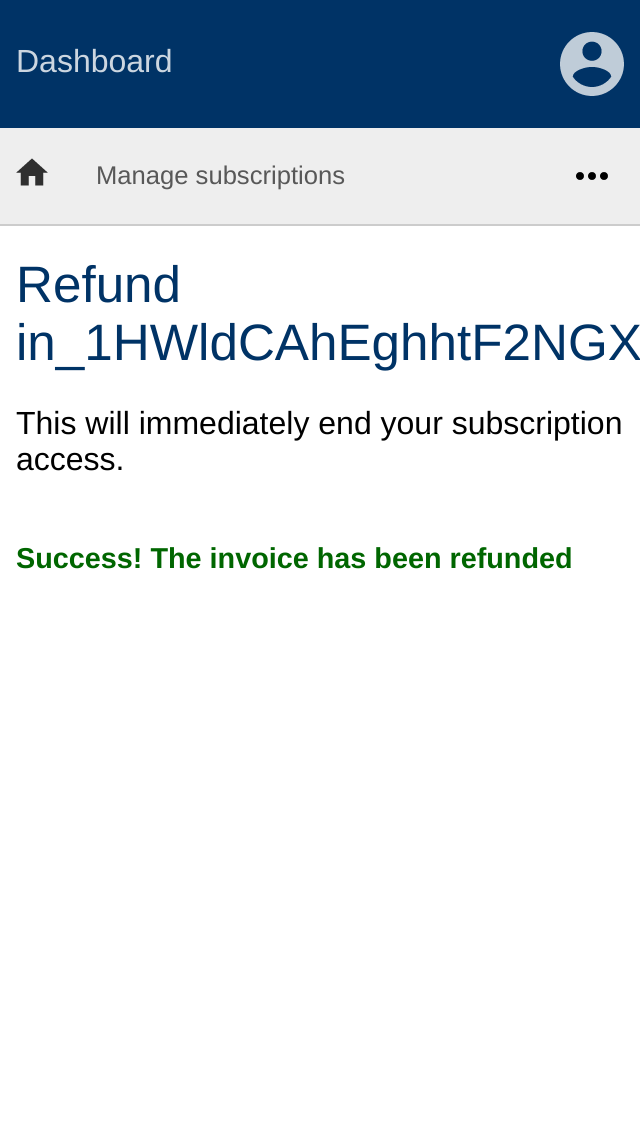 Dashboard
Manage subscriptions
Refund
in_1HWldCAhEghhtF2NGX
This will immediately end your subscription
access.
Success! The invoice has been refunded